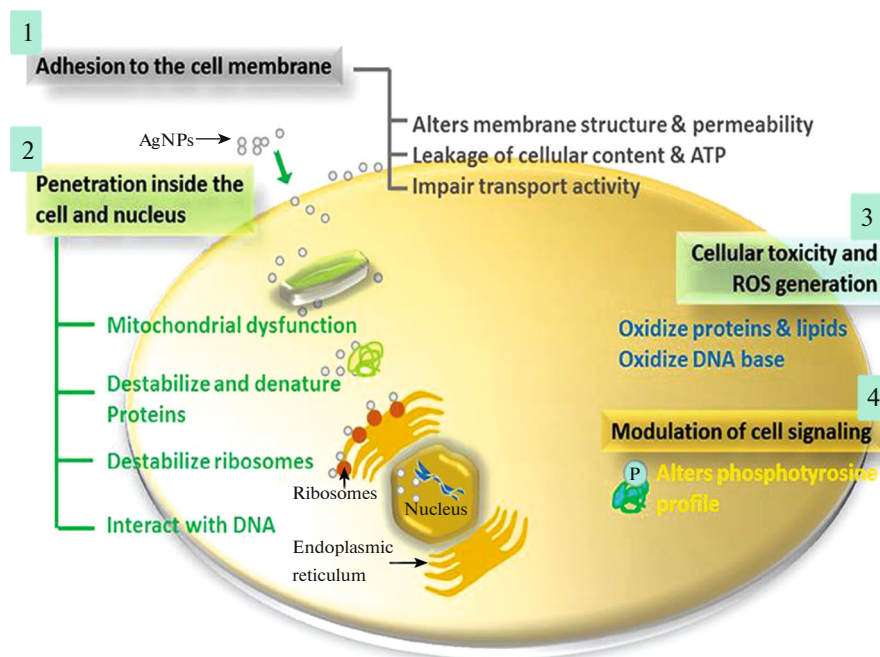 1
Adhesion to the cell membrane
Alters membrane structure & permeability
Leakage of cellular content & ATP
Impair transport activity
AgNPs
2
Penetration inside the
cell and nucleus
Mitochondrial dysfunction
Destabilize and denature
Proteins
Destabilize ribosomes
Interact with DNA
Ribosomes
Nucleus
Endoplasmic
reticulum
3
Cellular toxicity and
ROS generation
Oxidize proteins & lipids
Oxidize DNA base
4
Modulation of cell signaling
P
Alters phosphotyrosine
profile